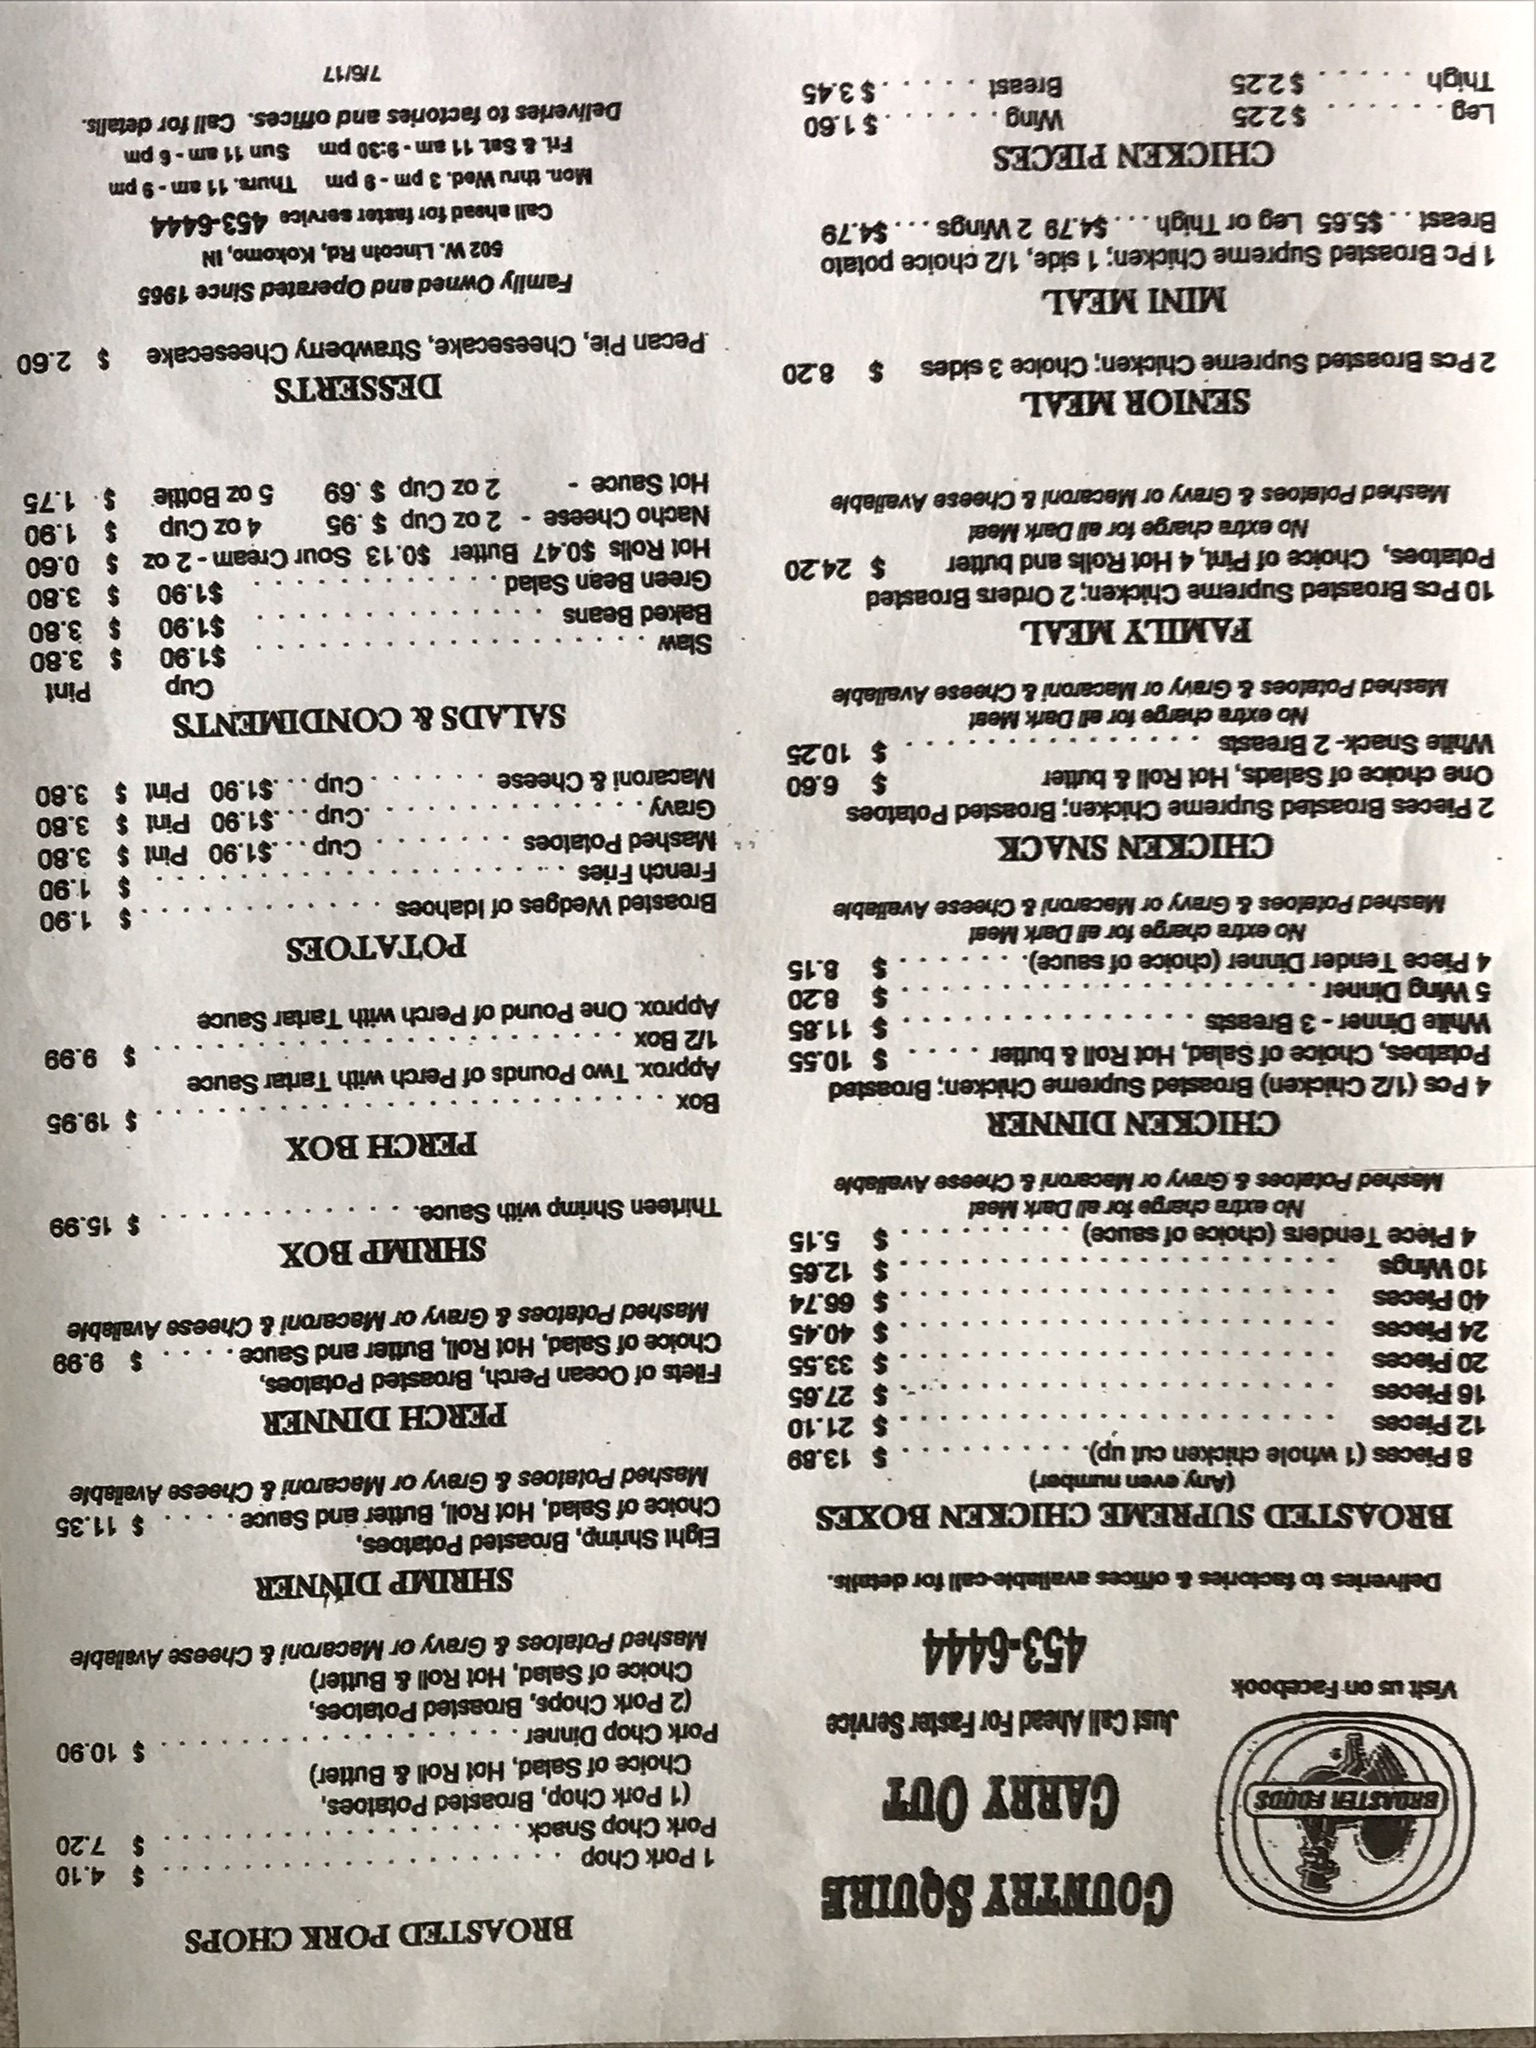 BROASTER FOODS
Visit us on Facebook
COUNTRY SQUIRE
CARRY OUT
Just Call Ahead For Faster Service
453-6444
Deliveries to factories & offices available-call for details.
BROASTED SUPREME CHICKEN BOXES
(Any even number)
8 Pieces (1 whole chicken cut up). . . . . . . . . . . $ 13.89
12 Pieces . . . . . . . . . . . . . . . . . . . . . $ 21.10
16 Pieces . . . . . . . . . . . . . . . . . . . . . $ 27.65
20 Pieces . . . . . . . . . . . . . . . . . . . . . $ 33.55
24 Pieces . . . . . . . . . . . . . . . . . . . . . $ 40.45
40 Pieces . . . . . . . . . . . . . . . . . . . . . $ 66.74
10 Wings . . . . . . . . . . . . . . . . . . . . . $ 12.65
4 Piece Tenders (choice of sauce) . . . . . . . . . $ 5.15
No extra charge for all Dark Meat
Mashed Potatoes & Gravy or Macaroni & Cheese Available
CHICKEN DINNER
4 Pcs (1/2 Chicken) Broasted Supreme Chicken; Broasted
Potatoes, Choice of Salad, Hot Roll & butter . . . . $ 10.55
White Dinner - 3 Breasts . . . . . . . . . . . . . . . $ 11.85
5 Wing Dinner . . . . . . . . . . . . . . . . . . . . . $ 8.20
4 Piece Tender Dinner (choice of sauce). . . . . . . $ 8.15
No extra charge for all Dark Meat
Mashed Potatoes & Gravy or Macaroni & Cheese Available
CHICKEN SNACK
2 Pieces Broasted Supreme Chicken; Broasted Potatoes
One choice of Salads, Hot Roll & butter $ 6.60
White Snack- 2 Breasts . . . . . . . . . . . . . . . $ 10.25
No extra charge for all Dark Meat
Mashed Potatoes & Gravy or Macaroni & Cheese Available
FAMILY MEAL
10 Pcs Broasted Supreme Chicken; 2 Orders Broasted
Potatoes, Choice of Pint, 4 Hot Rolls and butter $ 24.20
No extra charge for all Dark Meat
Mashed Potatoes & Gravy or Macaroni & Cheese Available
SENIOR MEAL
2 Pcs Broasted Supreme Chicken; Choice 3 sides $ 8.20
MINI MEAL
1 Pc Broasted Supreme Chicken; 1 side, 1/2 choice potato
Breast . . $5.65 Leg or Thigh . . . $4.79 2 Wings . . . $4.79
CHICKEN PIECES
Leg . . . . . . . $ 2.25 Wing . . . . . . . $ 1.60
Thigh . . . . . . $ 2.25 Breast . . . . . . $ 3.45
BROASTED PORK CHOPS
1 Pork Chop . . . . . . . . . . . . . . . . . . . . $ 4.10
Pork Chop Snack . . . . . . . . . . . . . . . . . . $ 7.20
(1 Pork Chop, Broasted Potatoes,
Choice of Salad, Hot Roll & Butter)
Pork Chop Dinner . . . . . . . . . . . . . . . . . . $ 10.90
(2 Pork Chops, Broasted Potatoes,
Choice of Salad, Hot Roll & Butter)
Mashed Potatoes & Gravy or Macaroni & Cheese Available
SHRIMP DINNER
Eight Shrimp, Broasted Potatoes,
Choice of Salad, Hot Roll, Butter and Sauce . . . . . $ 11.35
Mashed Potatoes & Gravy or Macaroni & Cheese Available
PERCH DINNER
Filets of Ocean Perch, Broasted Potatoes,
Choice of Salad, Hot Roll, Butter and Sauce . . . . . $ 9.99
Mashed Potatoes & Gravy or Macaroni & Cheese Available
SHRIMP BOX
Thirteen Shrimp with Sauce. . . . . . . . . . . . . $ 15.99
PERCH BOX
Box . . . . . . . . . . . . . . . . . . . . . . . . $ 19.95
Approx. Two Pounds of Perch with Tartar Sauce
1/2 Box . . . . . . . . . . . . . . . . . . . . . . $ 9.99
Approx. One Pound of Perch with Tartar Sauce
POTATOES
Broasted Wedges of Idahoes . . . . . . . . . . . . . $ 1.90
French Fries . . . . . . . . . . . . . . . . . . . . $ 1.90
Mashed Potatoes . . . . . . . Cup . . . $1.90 Pint $ 3.80
Gravy . . . . . . . . . . . . Cup . . . $1.90 Pint $ 3.80
Macaroni & Cheese . . . . . . Cup . . . $1.90 Pint $ 3.80
SALADS & CONDIMENTS
Cup Pint
Slaw . . . . . . . . . . . . . . . . . $1.90 $ 3.80
Baked Beans . . . . . . . . . . . . . . $1.90 $ 3.80
Green Bean Salad . . . . . . . . . . . $1.90 $ 3.80
Hot Rolls $0.47 Butter $0.13 Sour Cream - 2 oz $ 0.60
Nacho Cheese - 2 oz Cup $ .95 4 oz Cup $ 1.90
Hot Sauce - 2 oz Cup $ .69 5 oz Bottle $ 1.75
DESSERTS
Pecan Pie, Cheesecake, Strawberry Cheesecake $ 2.60
Family Owned and Operated Since 1965
502 W. Lincoln Rd, Kokomo, IN
Call ahead for faster service 453-6444
Mon. thru Wed. 3 pm - 9 pm Thurs. 11 am - 9 pm
Fri. & Sat. 11 am - 9:30 pm Sun 11 am - 6 pm
Deliveries to factories and offices. Call for details.
7/6/17